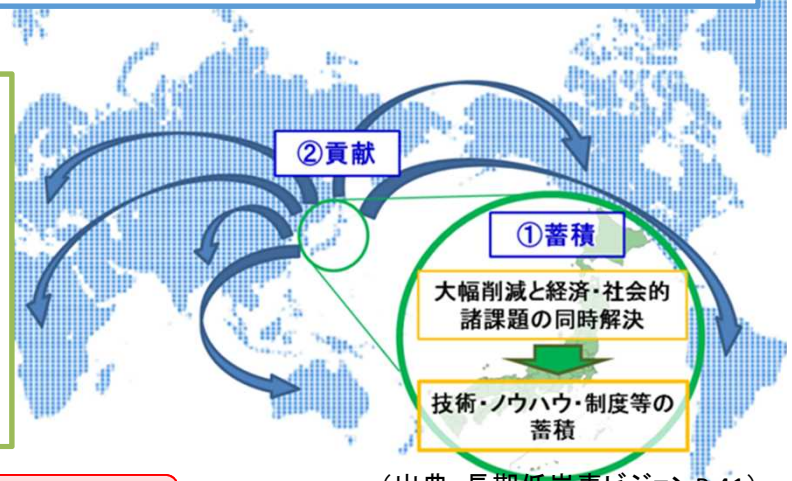 ②貢献
①蓄積
大幅削減と経済・社会的
諸課題の同時解決
技術・ノウハウ・制度等の
蓄積